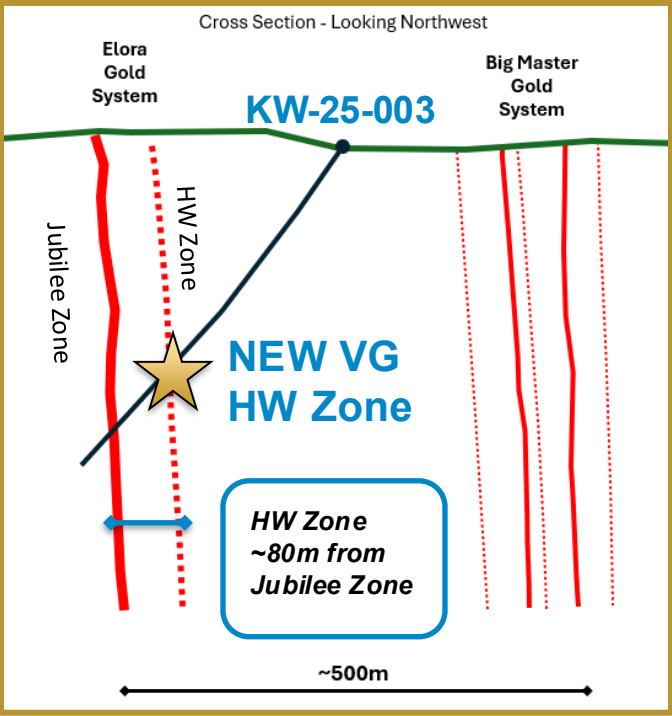 Cross Section - Looking Northwest
Elora
Gold
System
Big Master
Gold
System
KW-25-003
HW Zone
Jubilee Zone
NEW VG
HW Zone
HW Zone
~80m from
Jubilee Zone
~500m